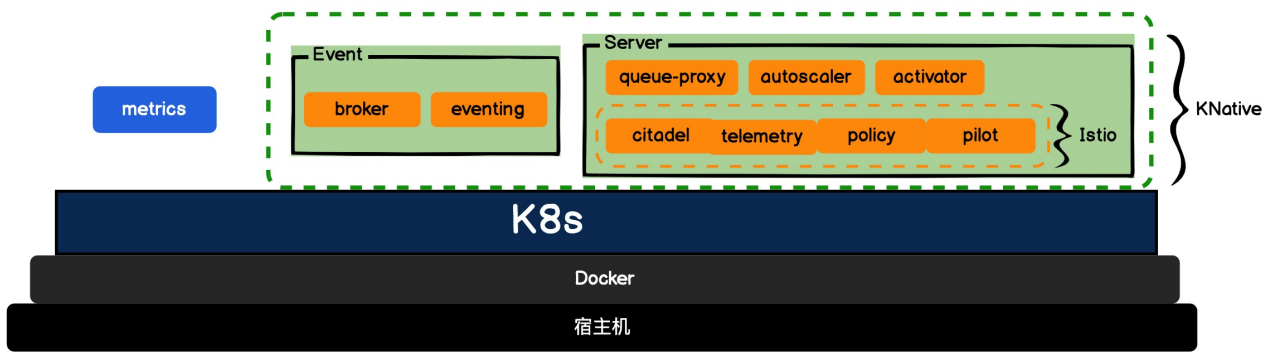 Event
Server
queue-proxy
autoscaler
activator
metrics
broker
eventing
KNative
citadel
telemetry
policy
pilot
Istio
K8s
Docker
宿主机